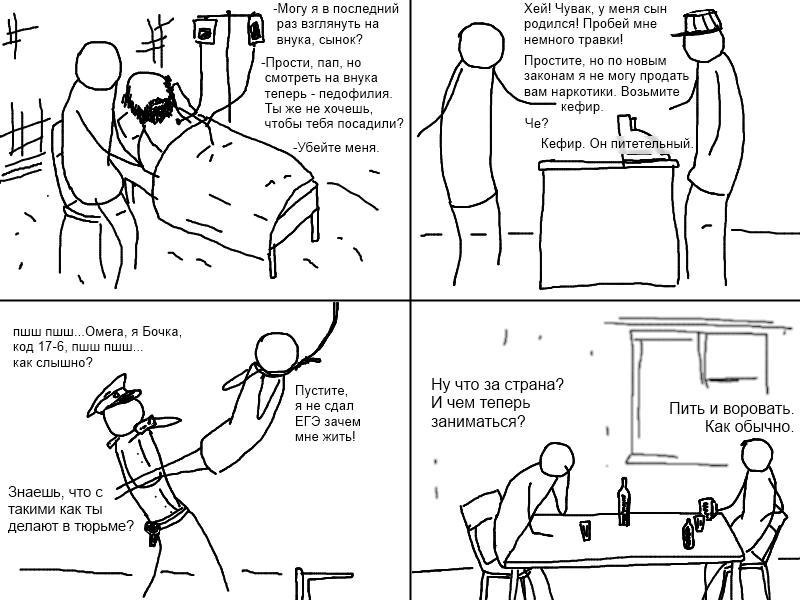 -Могу я в последний
раз взглянуть на
внука, сынок?
-Прости, пап, но
смотреть на внука
теперь - педофилия.
Ты же не хочешь,
чтобы тебя посадили?
-Убейте меня.
Хей! Чувак, у меня сын
родился! Пробей мне
немного травки!
Простите, но по новым
законам я не могу продать
вам наркотики. Возьмите
кефир.
Че?
Кефир. Он питетельный.
пшш пшш...Омега, я Бочка,
код 17-6, пшш пшш...
как слышно?
Пустите,
я не сдал
ЕГЭ зачем
мне жить!
Знаешь, что с
такими как ты
делают в тюрьме?
Ну что за страна?
И чем теперь
заниматься?
Пить и воровать.
Как обычно.